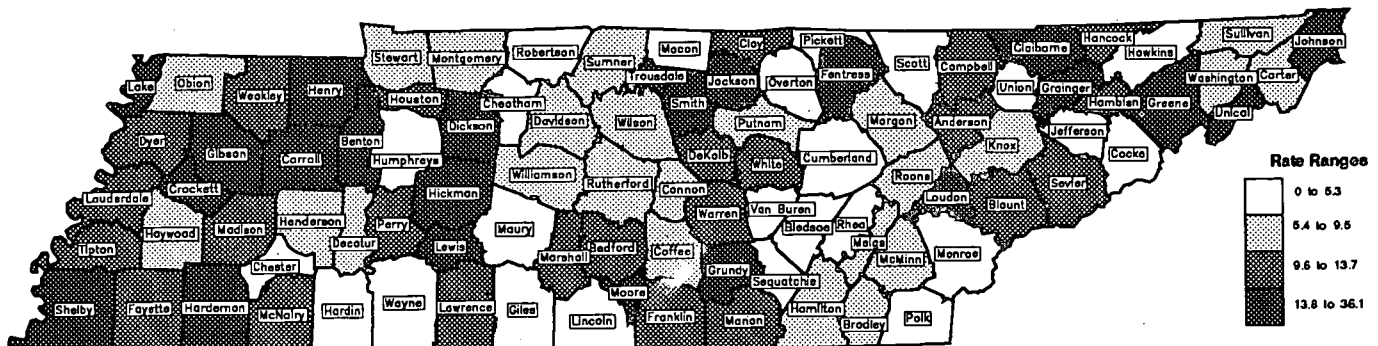 Pickett
Hancock
Sullivan
Robertson
Macon
Clay
Claiborne
Hawkins
Johnson
Stewart
Montgomery
Sumner
Scott
Campbell
Lake
Obion
Trousdale
Jackson
Overton
Fentress
Washington
Carter
Weakley
Henry
Houston
Cheatham
Smith
Union
Grainger
Hamblen
Greene
Unicoi
Dickson
Davidson
Wilson
Putnam
Morgan
Anderson
Jefferson
Dyer
Gibson
Carroll
Benton
Humphreys
DeKalb
White
Cumberland
Knox
Cocke
Rate Ranges
Crockett
Williamson
Rutherford
Cannon
Roane
Sevier
0 to 5.3
Lauderdale
Haywood
Madison
Henderson
Decatur
Perry
Hickman
Loudon
Blount
5.4 to 9.5
Tipton
Chester
Lewis
Maury
Marshall
Bedford
Coffee
Warren
Van Buren
Bledsoe
Rhea
Meigs
McMinn
Monroe
9.6 to 13.7
Shelby
Fayette
Hardeman
McNairy
Hardin
Wayne
Lawrence
Giles
Moore
Lincoln
Franklin
Grundy
Marion
Sequatchie
Hamilton
Bradley
Polk
13.8 to 36.1